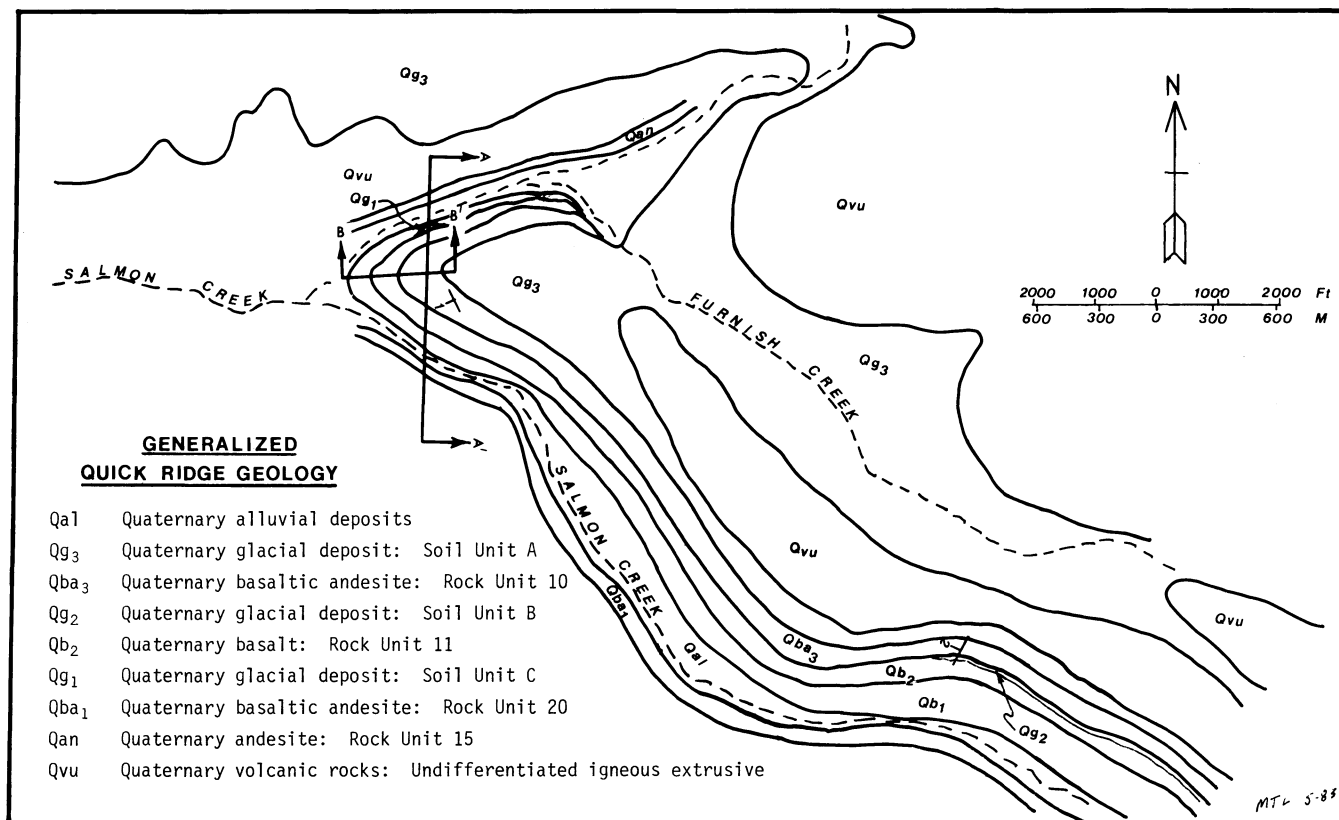 Qg3
Qan
N
Qvu
Qg1
A
B
B'
Qvu
SALMON CREEK
Qg3
FURNISH CREEK
2000 1000 0 1000 2000 Ft
600 300 0 300 600 M
Qg3
A
GENERALIZED
QUICK RIDGE GEOLOGY
Qal Quaternary alluvial deposits
Qg3 Quaternary glacial deposit: Soil Unit A
Qba3 Quaternary basaltic andesite: Rock Unit 10
Qg2 Quaternary glacial deposit: Soil Unit B
Qb2 Quaternary basalt: Rock Unit 11
Qg1 Quaternary glacial deposit: Soil Unit C
Qba1 Quaternary basaltic andesite: Rock Unit 20
Qan Quaternary andesite: Rock Unit 15
Qvu Quaternary volcanic rocks: Undifferentiated igneous extrusive
SALMON CREEK
Qvu
Qba1
Qal
Qba3
Qb2
Qb1
Qg2
Qvu
MTL 5-83